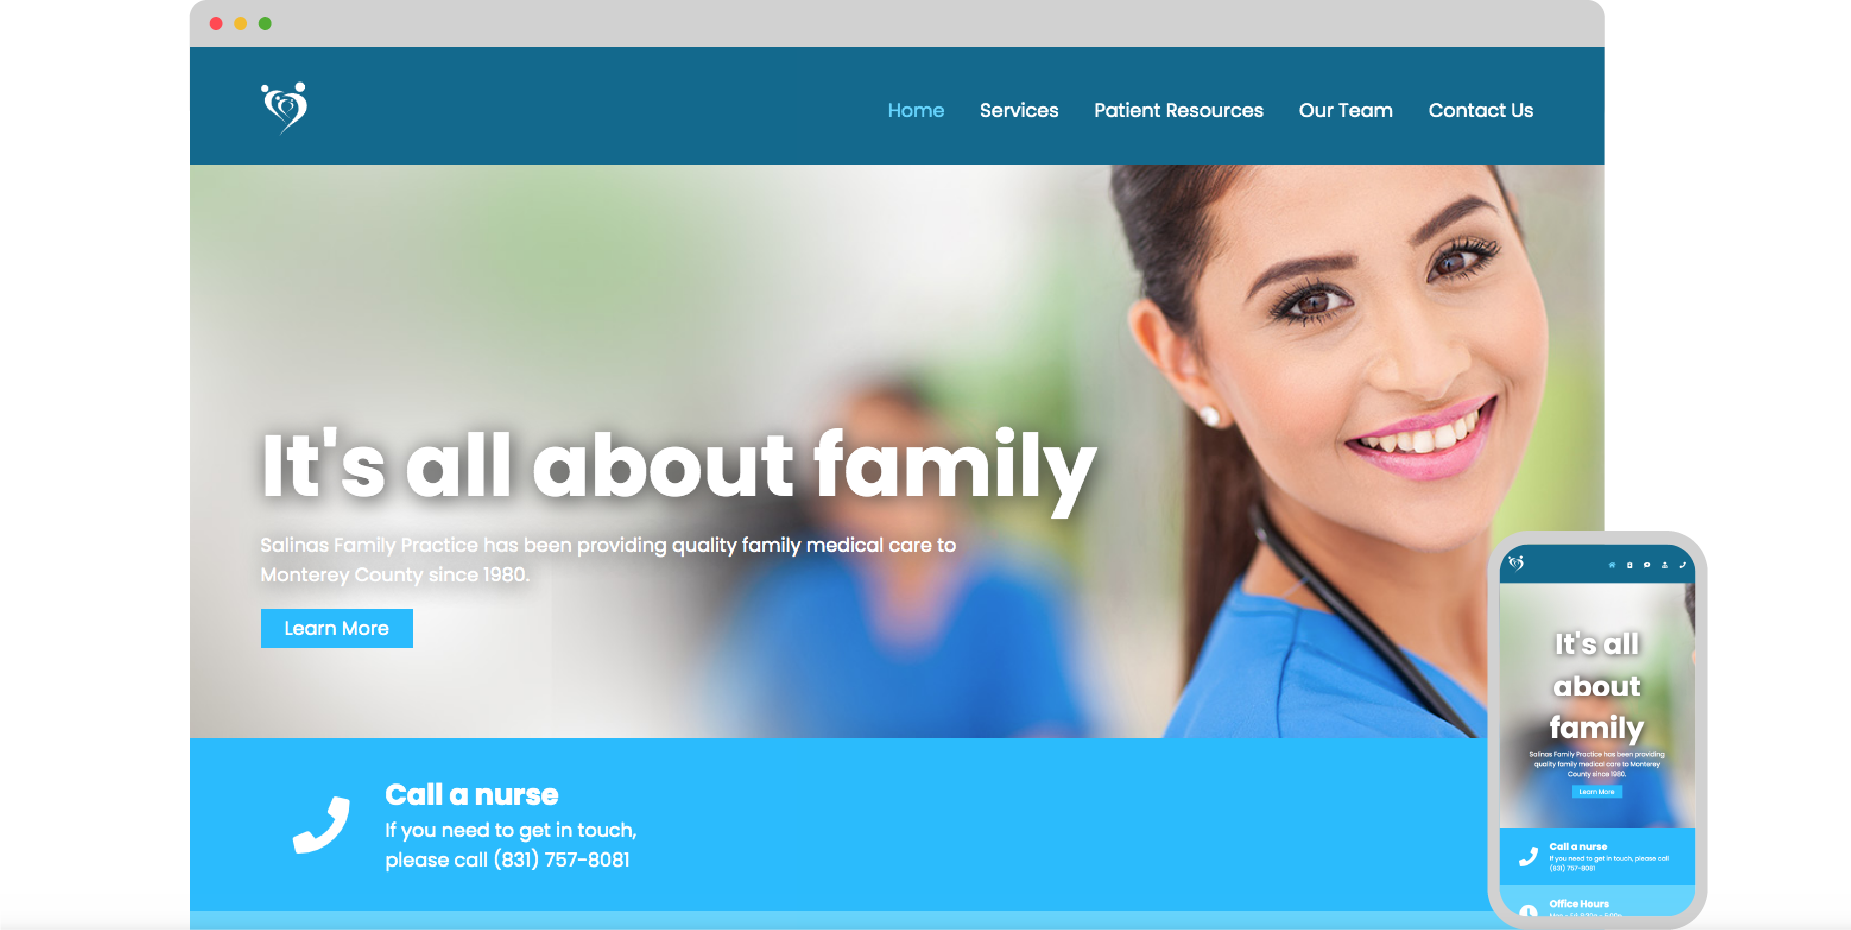 Home Services Patient Resources Our Team Contact Us
It's all about family
Salinas Family Practice has been providing quality family medical care to
Monterey County since 1980.
Learn More
Call a nurse
If you need to get in touch,
please call (831) 757-8081
It's all
about
family
Salinas Family Practice has been providing
quality family medical care to Monterey
County since 1980.
Learn More
Call a nurse
If you need to get in touch, please call
(831) 757-8081
Office Hours